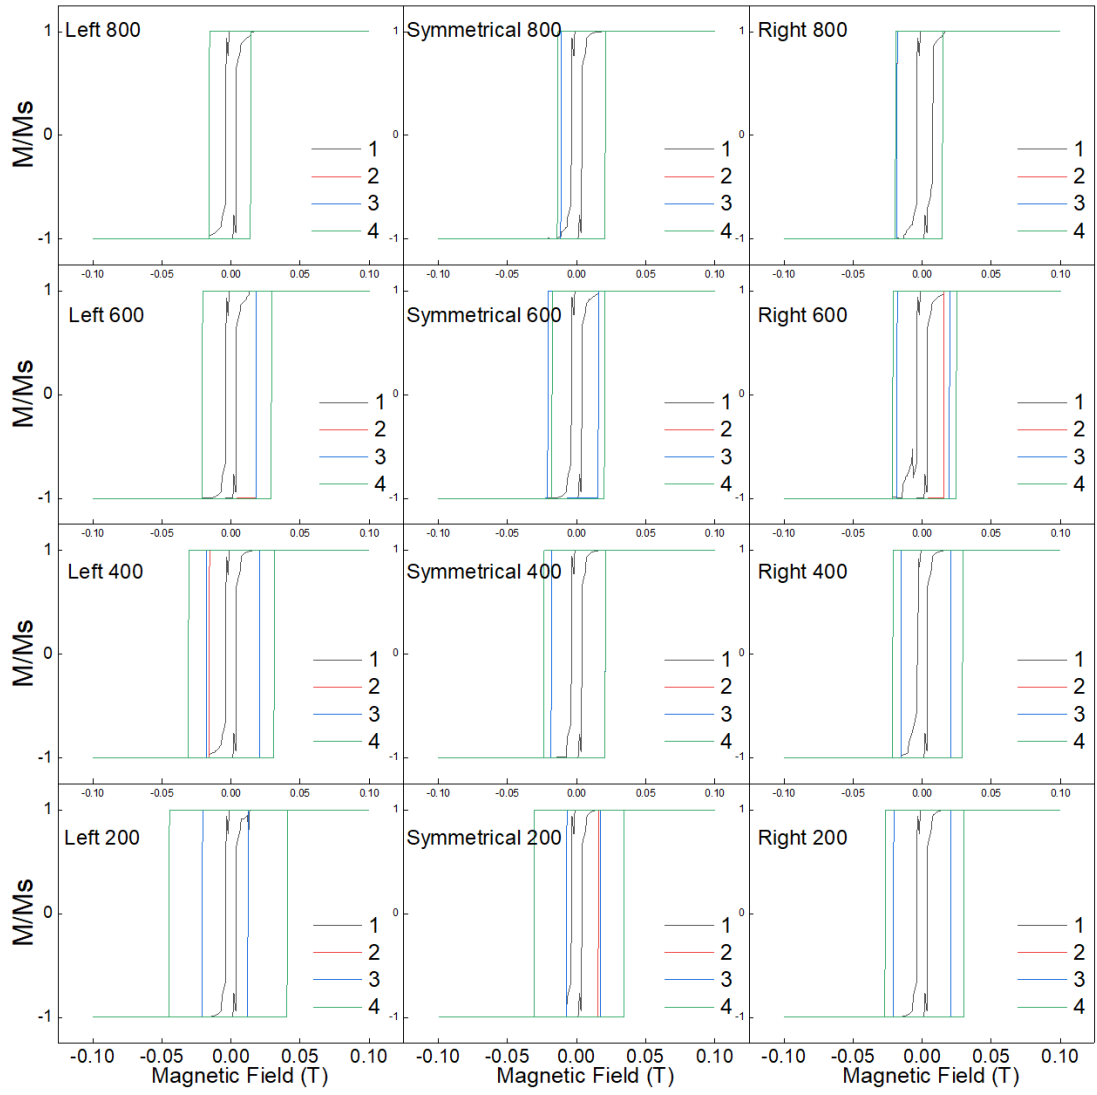 Left 800
Symmetrical 800
Right 800
1
0
-1
M/Ms
1
0
-1
1
0
-1
1
2
3
4
1
2
3
4
1
2
3
4
-0.10 -0.05 0.00 0.05 0.10
-0.10 -0.05 0.00 0.05 0.10
-0.10 -0.05 0.00 0.05 0.10
Left 600
Symmetrical 600
Right 600
1
0
-1
M/Ms
1
0
-1
1
0
-1
1
2
3
4
1
2
3
4
1
2
3
4
-0.10 -0.05 0.00 0.05 0.10
-0.10 -0.05 0.00 0.05 0.10
-0.10 -0.05 0.00 0.05 0.10
Left 400
Symmetrical 400
Right 400
1
0
-1
M/Ms
1
0
-1
1
0
-1
1
2
3
4
1
2
3
4
1
2
3
4
-0.10 -0.05 0.00 0.05 0.10
-0.10 -0.05 0.00 0.05 0.10
-0.10 -0.05 0.00 0.05 0.10
Left 200
Symmetrical 200
Right 200
1
0
-1
M/Ms
1
0
-1
1
0
-1
1
2
3
4
1
2
3
4
1
2
3
4
-0.10 -0.05 0.00 0.05 0.10
-0.10 -0.05 0.00 0.05 0.10
-0.10 -0.05 0.00 0.05 0.10
Magnetic Field (T)
Magnetic Field (T)
Magnetic Field (T)